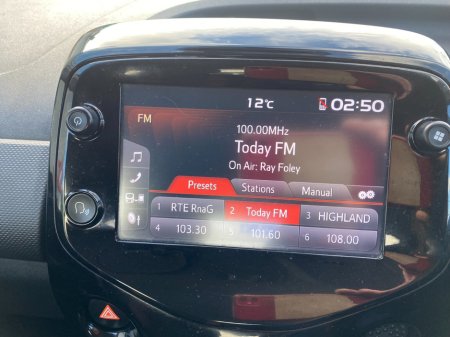 12°C 02:50
FM
100.00MHz
Today FM
On Air: Ray Foley
Presets Stations Manual
1 RTE RnaG 2 Today FM 3 HIGHLAND
4 103.30 5 101.60 6 108.00